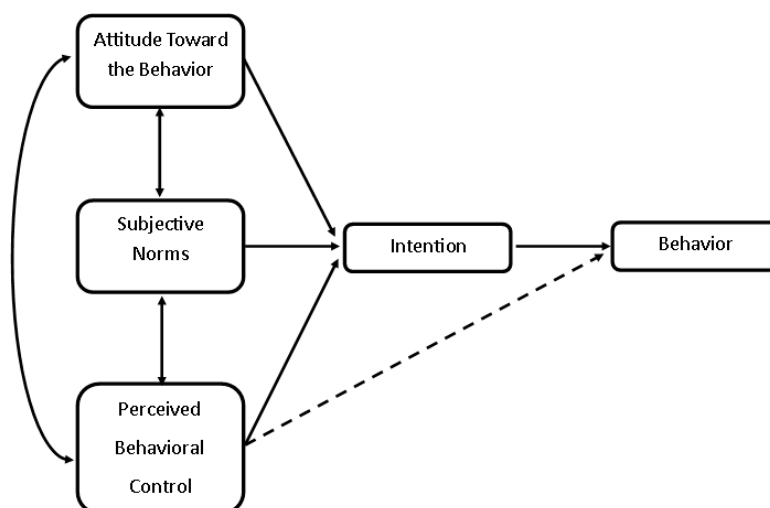 Attitude Toward
the Behavior
Subjective
Norms
Intention
Behavior
Perceived
Behavioral
Control